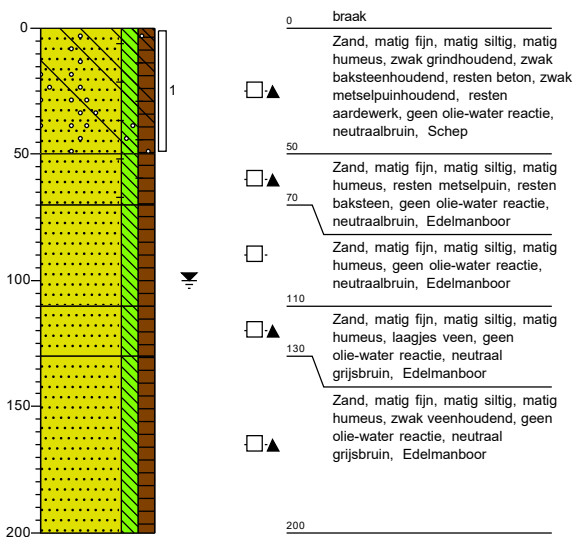 0
50
100
150
200
1
0
braak
Zand, matig fijn, matig siltig, matig
humeus, zwak grindhoudend, zwak
baksteenhoudend, resten beton, zwak
metselpuinhoudend, resten
aardewerk, geen olie-water reactie,
neutraalbruin, Schep
50
Zand, matig fijn, matig siltig, matig
humeus, resten metselpuin, resten
baksteen, geen olie-water reactie,
neutraalbruin, Edelmanboor
70
Zand, matig fijn, matig siltig, matig
humeus, geen olie-water reactie,
neutraalbruin, Edelmanboor
110
Zand, matig fijn, matig siltig, matig
humeus, laagjes veen, geen
olie-water reactie, neutraal
grijsbruin, Edelmanboor
130
Zand, matig fijn, matig siltig, matig
humeus, zwak veenhoudend, geen
olie-water reactie, neutraal
grijsbruin, Edelmanboor
200